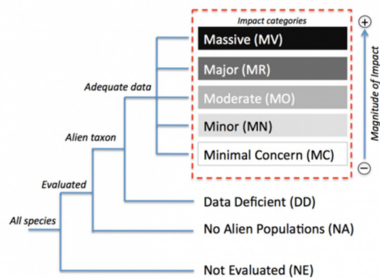 Impact categories
Massive (MV)
Major (MR)
Adequate data
Moderate (MO)
Minor (MN)
Alien taxon
Minimal Concern (MC)
Magnitude of Impact
Evaluated
Data Deficient (DD)
All species
No Alien Populations (NA)
Not Evaluated (NE)